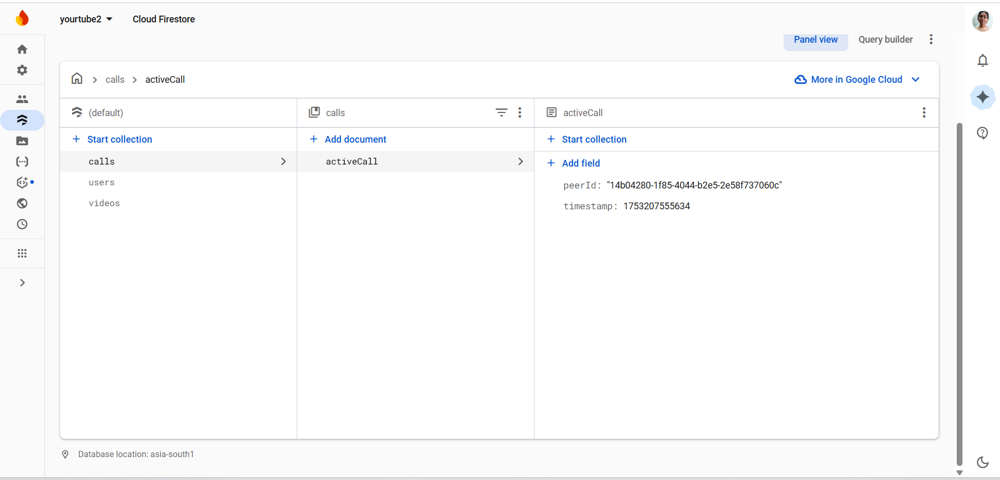 yourtube2
Cloud Firestore
Panel view
Query builder
calls
activeCall
More in Google Cloud
(default)
calls
activeCall
+ Start collection
+ Add document
+ Start collection
calls
users
videos
activeCall
+ Add field
peerId: "14b04280-1f85-4044-b2e5-2e58f737060c"
timestamp: 1753207555634
Database location: asia-south1